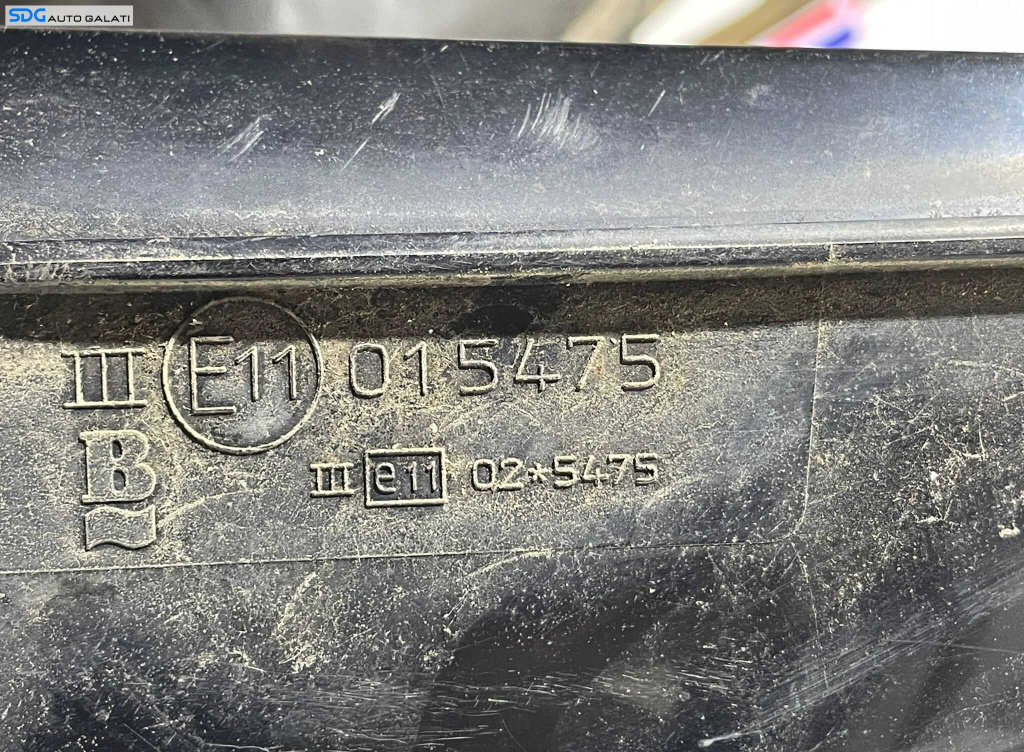 SDG AUTO GALATI
III E11 015475
B
III e11 02*5475